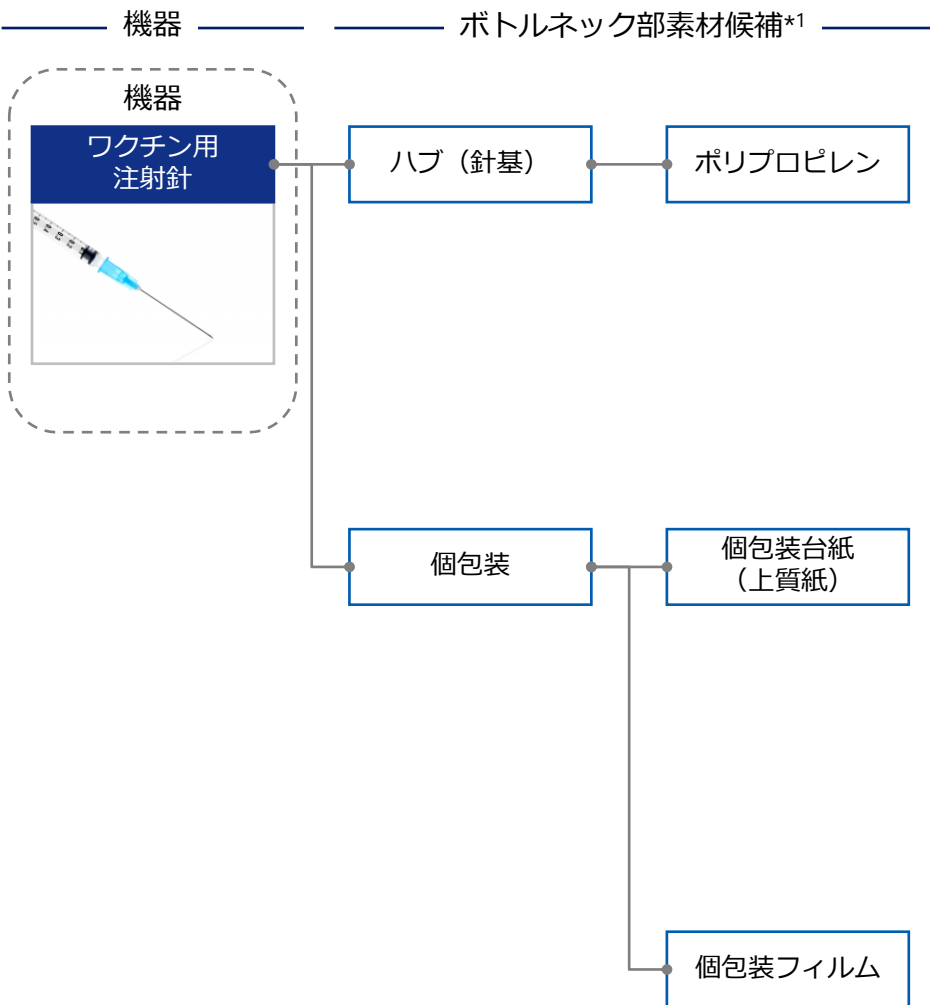 機器
ボトルネック部素材候補*1
機器
ワクチン用
注射針
ハブ（針基）
ポリプロピレン
個包装
個包装台紙
（上質紙）
個包装フィルム